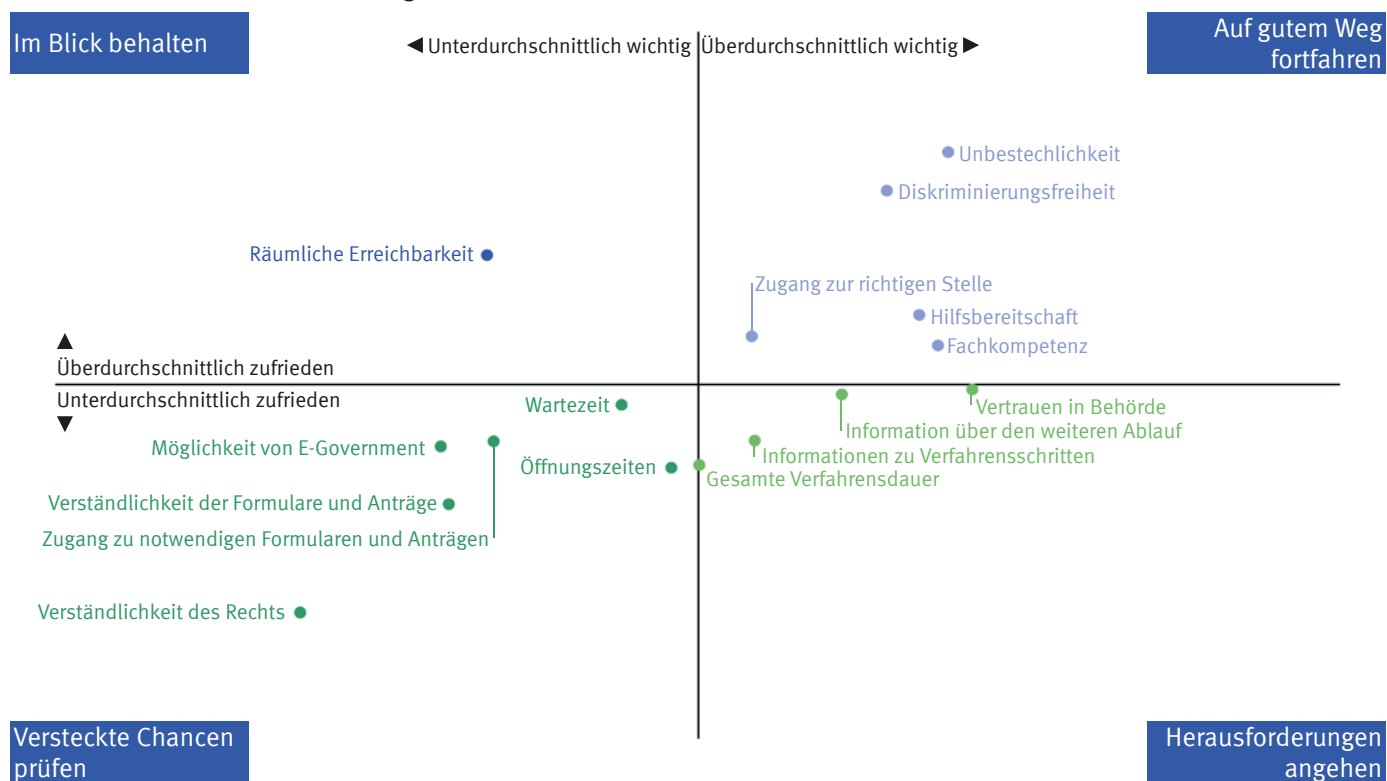 Im Blick behalten
◄ Unterdurchschnittlich wichtig
Überdurchschnittlich wichtig ►
Auf gutem Weg
fortfahren
Unbestechlichkeit
Diskriminierungsfreiheit
Räumliche Erreichbarkeit
Zugang zur richtigen Stelle
Hilfsbereitschaft
Fachkompetenz
▲
Überdurchschnittlich zufrieden
Unterdurchschnittlich zufrieden
▼
Wartezeit
Vertrauen in Behörde
Information über den weiteren Ablauf
Möglichkeit von E-Government
Informationen zu Verfahrensschritten
Öffnungszeiten
Gesamte Verfahrensdauer
Verständlichkeit der Formulare und Anträge
Zugang zu notwendigen Formularen und Anträgen
Verständlichkeit des Rechts
Versteckte Chancen
prüfen
Herausforderungen
angehen